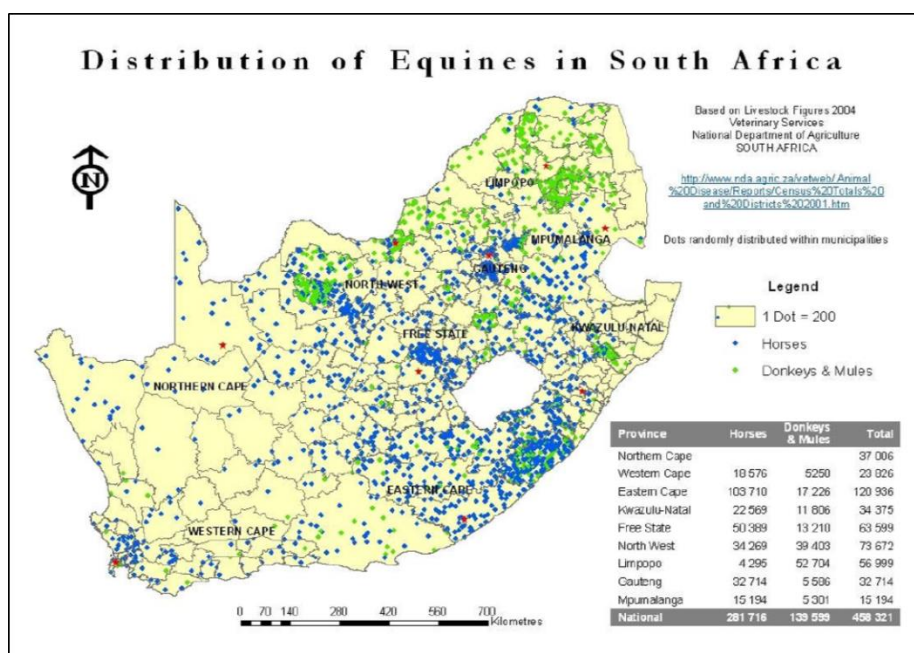 Distribution of Equines in South Africa
Based on Livestock Figures 2004
Veterinary Services
National Department of Agriculture
SOUTH AFRICA
http://www.nda.agric.za/vetweb/Animal
%20Disease/Reports/Census%20Totals%20
and%20Districts%202001.htm
Dots randomly distributed within municipalities
N
LIMPOPO
MPUMALANGA
GAUTENG
NORTH WEST
FREE STATE
KWAZULU-NATAL
NORTHERN CAPE
EASTERN CAPE
WESTERN CAPE
Legend
1 Dot = 200
Horses
Donkeys & Mules
Province Horses Donkeys & Mules Total
Northern Cape 37 006
Western Cape 18 576 5250 23 826
Eastern Cape 103 710 17 226 120 936
Kwazulu-Natal 22 569 11 806 34 375
Free State 50 389 13 210 63 599
North West 34 269 39 403 73 672
Limpopo 4 295 52 704 56 999
Gauteng 32 714 32 714
Mpumalanga 15 194 5 301 15 194
National 281 716 139 599 458 321
0 70 140 280 420 560 700
Kilometres